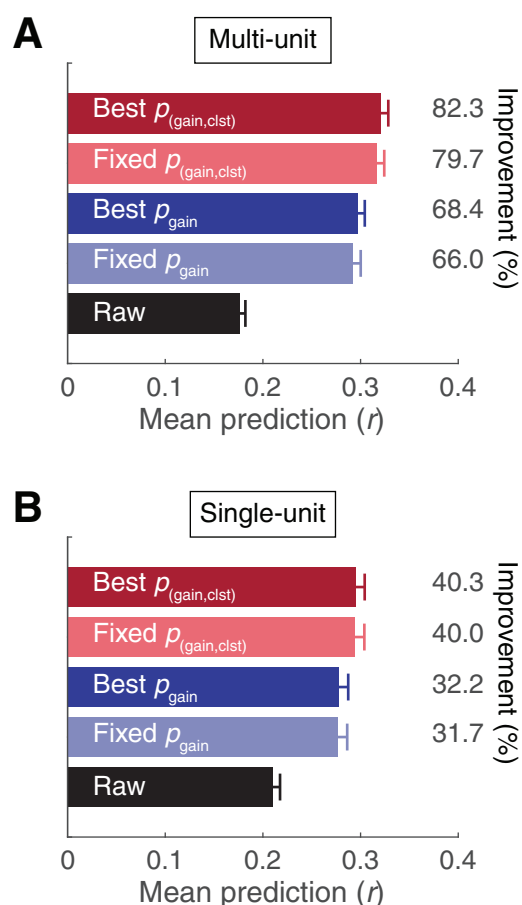 A
Multi-unit
Best p(gain,clst) 82.3
Fixed p(gain,clst) 79.7
Best pgain 68.4
Fixed pgain 66.0
Raw
Improvement (%)
0 0.1 0.2 0.3 0.4
Mean prediction (r)
B
Single-unit
Best p(gain,clst) 40.3
Fixed p(gain,clst) 40.0
Best pgain 32.2
Fixed pgain 31.7
Raw
Improvement (%)
0 0.1 0.2 0.3 0.4
Mean prediction (r)